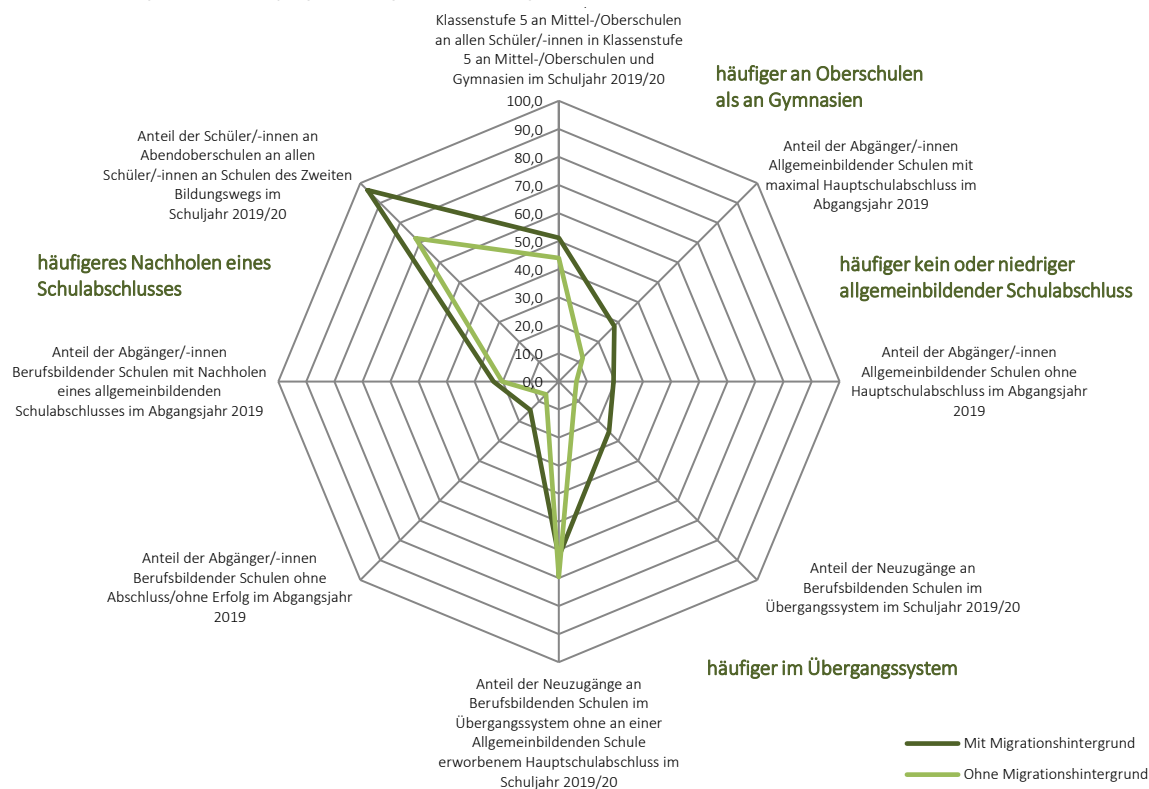 Klassenstufe 5 an Mittel-/Oberschulen
an allen Schüler/-innen in Klassenstufe
5 an Mittel-/Oberschulen und
Gymnasien im Schuljahr 2019/20
häufiger an Oberschulen
als an Gymnasien
100,0
90,0
80,0
70,0
60,0
50,0
40,0
30,0
20,0
10,0
0,0
Anteil der Abgänger/-innen
Allgemeinbildender Schulen mit
maximal Hauptschulabschluss im
Abgangsjahr 2019
häufiger kein oder niedriger
allgemeinbildender Schulabschluss
Anteil der Abgänger/-innen
Allgemeinbildender Schulen ohne
Hauptschulabschluss im Abgangsjahr
2019
Anteil der Neuzugänge an
Berufsbildenden Schulen im
Übergangssystem im Schuljahr 2019/20
häufiger im Übergangssystem
Anteil der Neuzugänge an
Berufsbildenden Schulen im
Übergangssystem ohne an einer
Allgemeinbildenden Schule
erworbenem Hauptschulabschluss im
Schuljahr 2019/20
Anteil der Abgänger/-innen
Berufsbildender Schulen ohne
Abschluss/ohne Erfolg im Abgangsjahr
2019
Anteil der Abgänger/-innen
Berufsbildender Schulen mit Nachholen
eines allgemeinbildenden
Schulabschlusses im Abgangsjahr 2019
häufigeres Nachholen eines
Schulabschlusses
Anteil der Schüler/-innen an
Abendoberschulen an allen
Schüler/-innen an Schulen des Zweiten
Bildungswegs im
Schuljahr 2019/20
Mit Migrationshintergrund
Ohne Migrationshintergrund